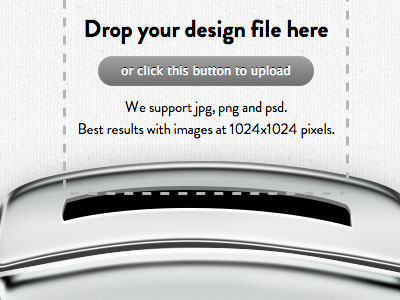 Drop your design file here
or click this button to upload
We support jpg, png and psd.
Best results with images at 1024x1024 pixels.